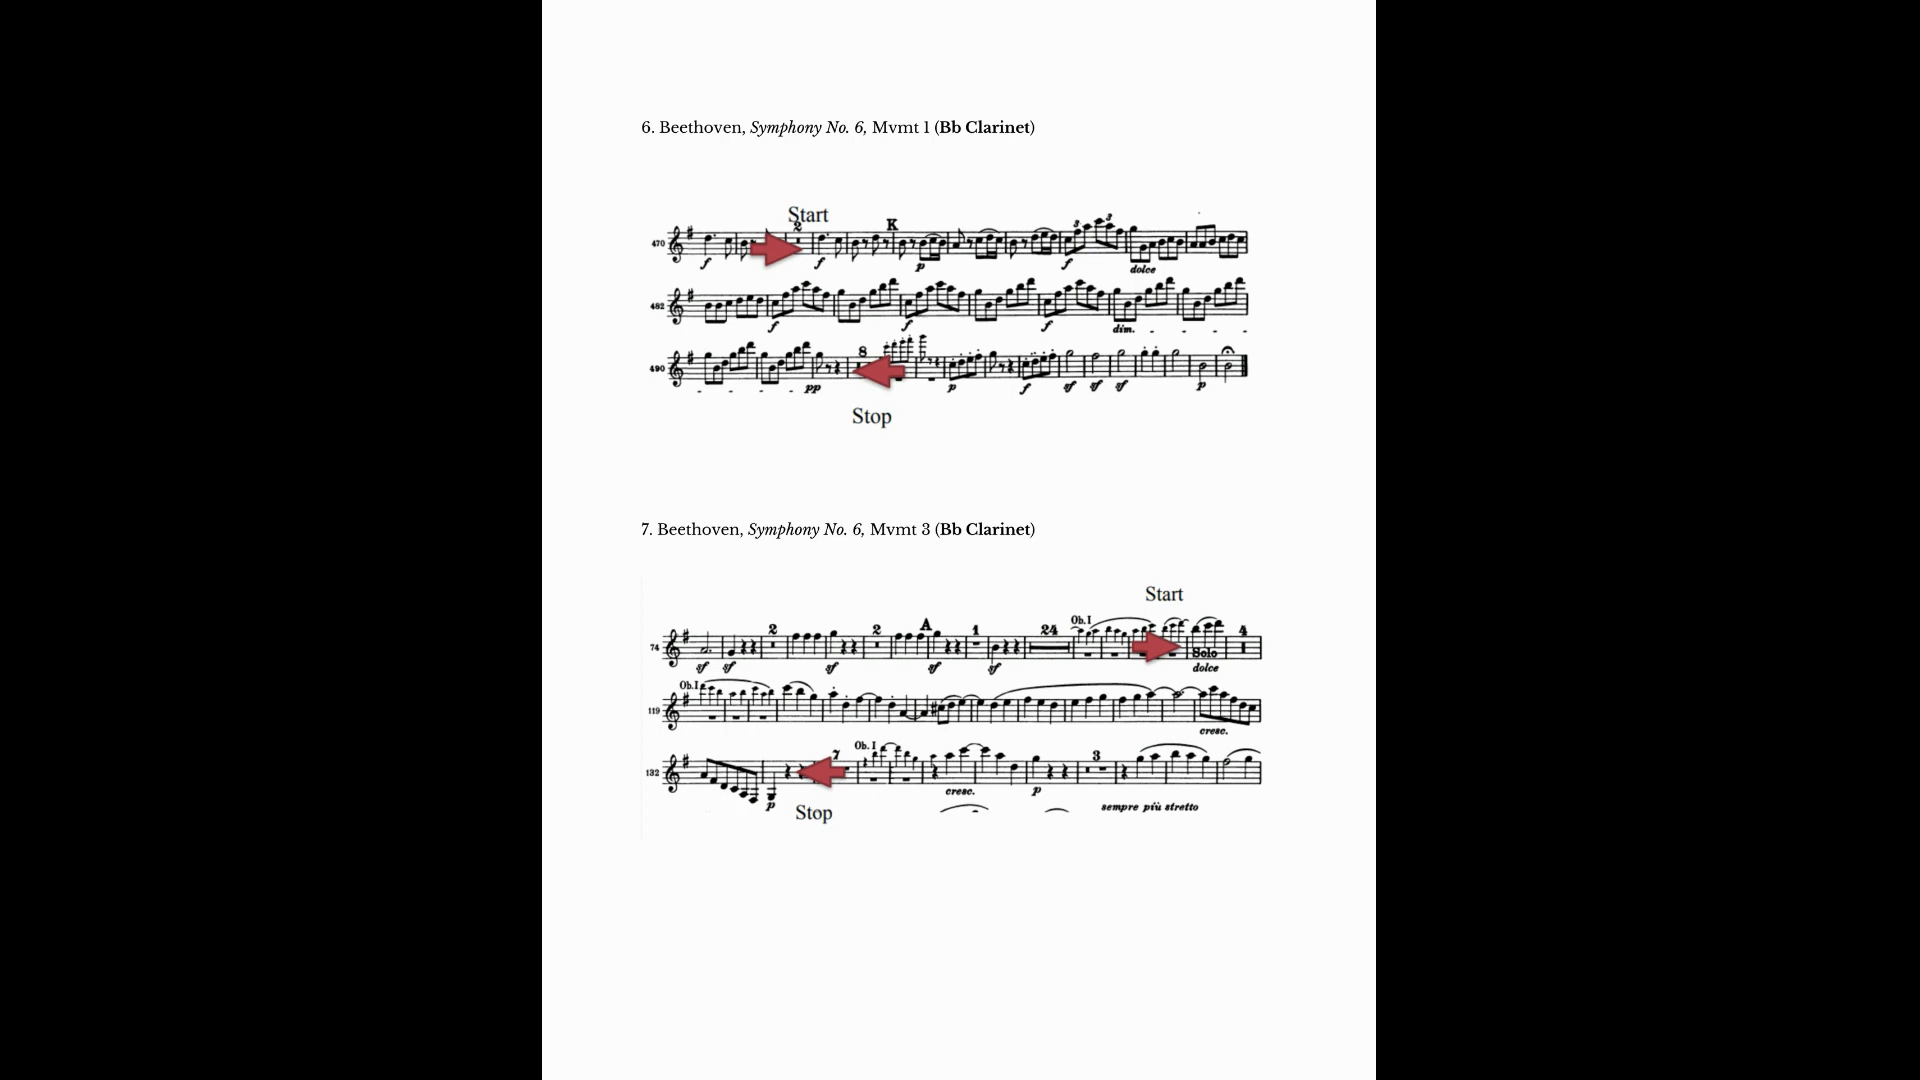 6. Beethoven, Symphony No. 6, Mvmt 1 (Bb Clarinet)
Start
2 K 3 3
470
f f p f dolce
482
f f f dim. - - - -
8
490
- - - - pp p f sf sf sf p
Stop
7. Beethoven, Symphony No. 6, Mvmt 3 (Bb Clarinet)
Start
2 2 A 1 24 Ob. I 4
74
Solo
sf sf sf sf sf dolce
Ob. I
119
cresc.
7 Ob. I 3
132
p cresc. p
sempre più stretto
Stop